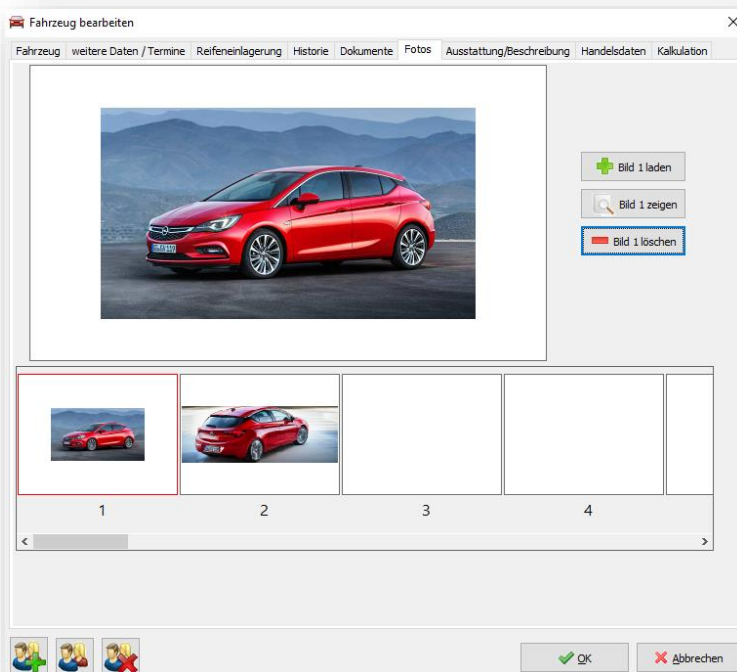 Fahrzeug bearbeiten
Fahrzeug weitere Daten / Termine Reifeneinlagerung Historie Dokumente Fotos Ausstattung/Beschreibung Handelsdaten Kalkulation
Bild 1 laden
Bild 1 zeigen
Bild 1 löschen
1 2 3 4
OK Abbrechen